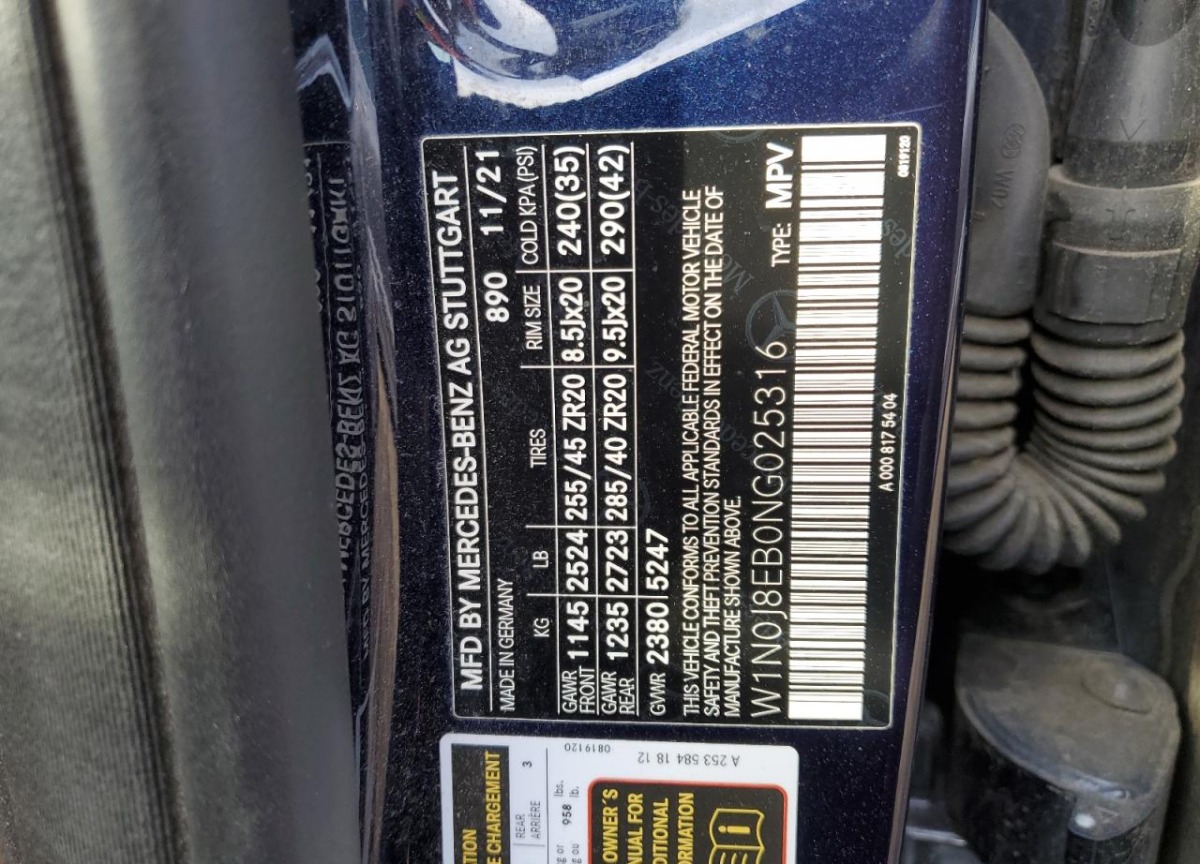 MFD BY MERCEDES-BENZ AG STUTTGART
MADE IN GERMANY 890 11/21
KG LB TIRES RIM SIZE COLD KPA(PSI)
GAWR FRONT 1145 2524 255/45 ZR20 8.5Jx20 240(35)
GAWR REAR 1235 2723 285/40 ZR20 9.5Jx20 290(42)
GVWR 2380 5247
THIS VEHICLE CONFORMS TO ALL APPLICABLE FEDERAL MOTOR VEHICLE
SAFETY AND THEFT PREVENTION STANDARDS IN EFFECT ON THE DATE OF
MANUFACTURE SHOWN ABOVE.
W1N0J8EB0NG025316 TYPE: MPV
A 000 817 54 04
0819120
CHARGEMENT
REAR 3
ARRIÈRE
lbs.
ou 958 lb.
OWNER'S
FOR
0819120
A 253 584 18 12